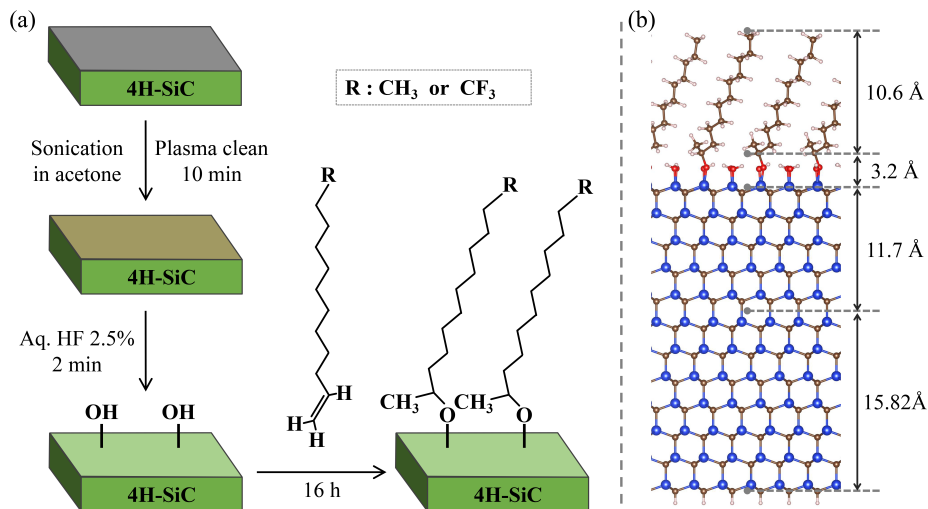 (a)
4H-SiC
Sonication
in acetone
Plasma clean
10 min
4H-SiC
Aq. HF 2.5%
2 min
OH
OH
4H-SiC
R : CH₃ or CF₃
R
H
H
H
16 h
R
R
CH₃
O
CH₃
O
4H-SiC
(b)
10.6 Å
3.2 Å
11.7 Å
15.82Å